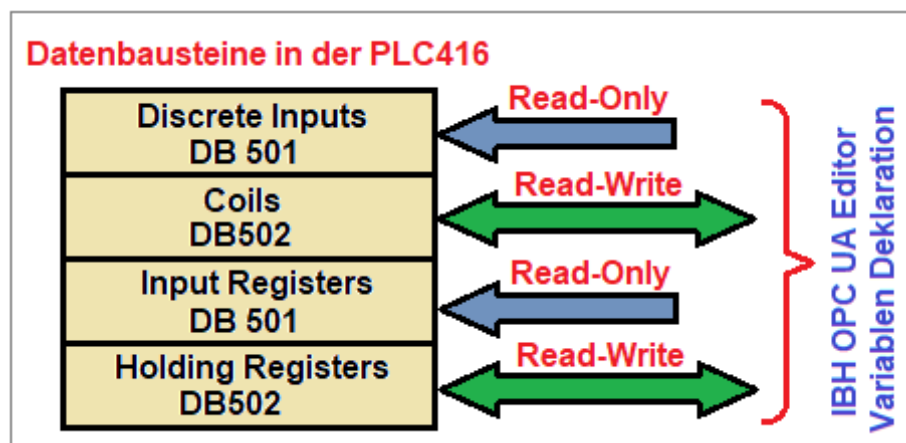 Datenbausteine in der PLC416
Discrete Inputs
DB 501
Read-Only
Coils
DB502
Read-Write
Input Registers
DB 501
Read-Only
Holding Registers
DB502
Read-Write
IBH OPC UA Editor
Variablen Deklaration